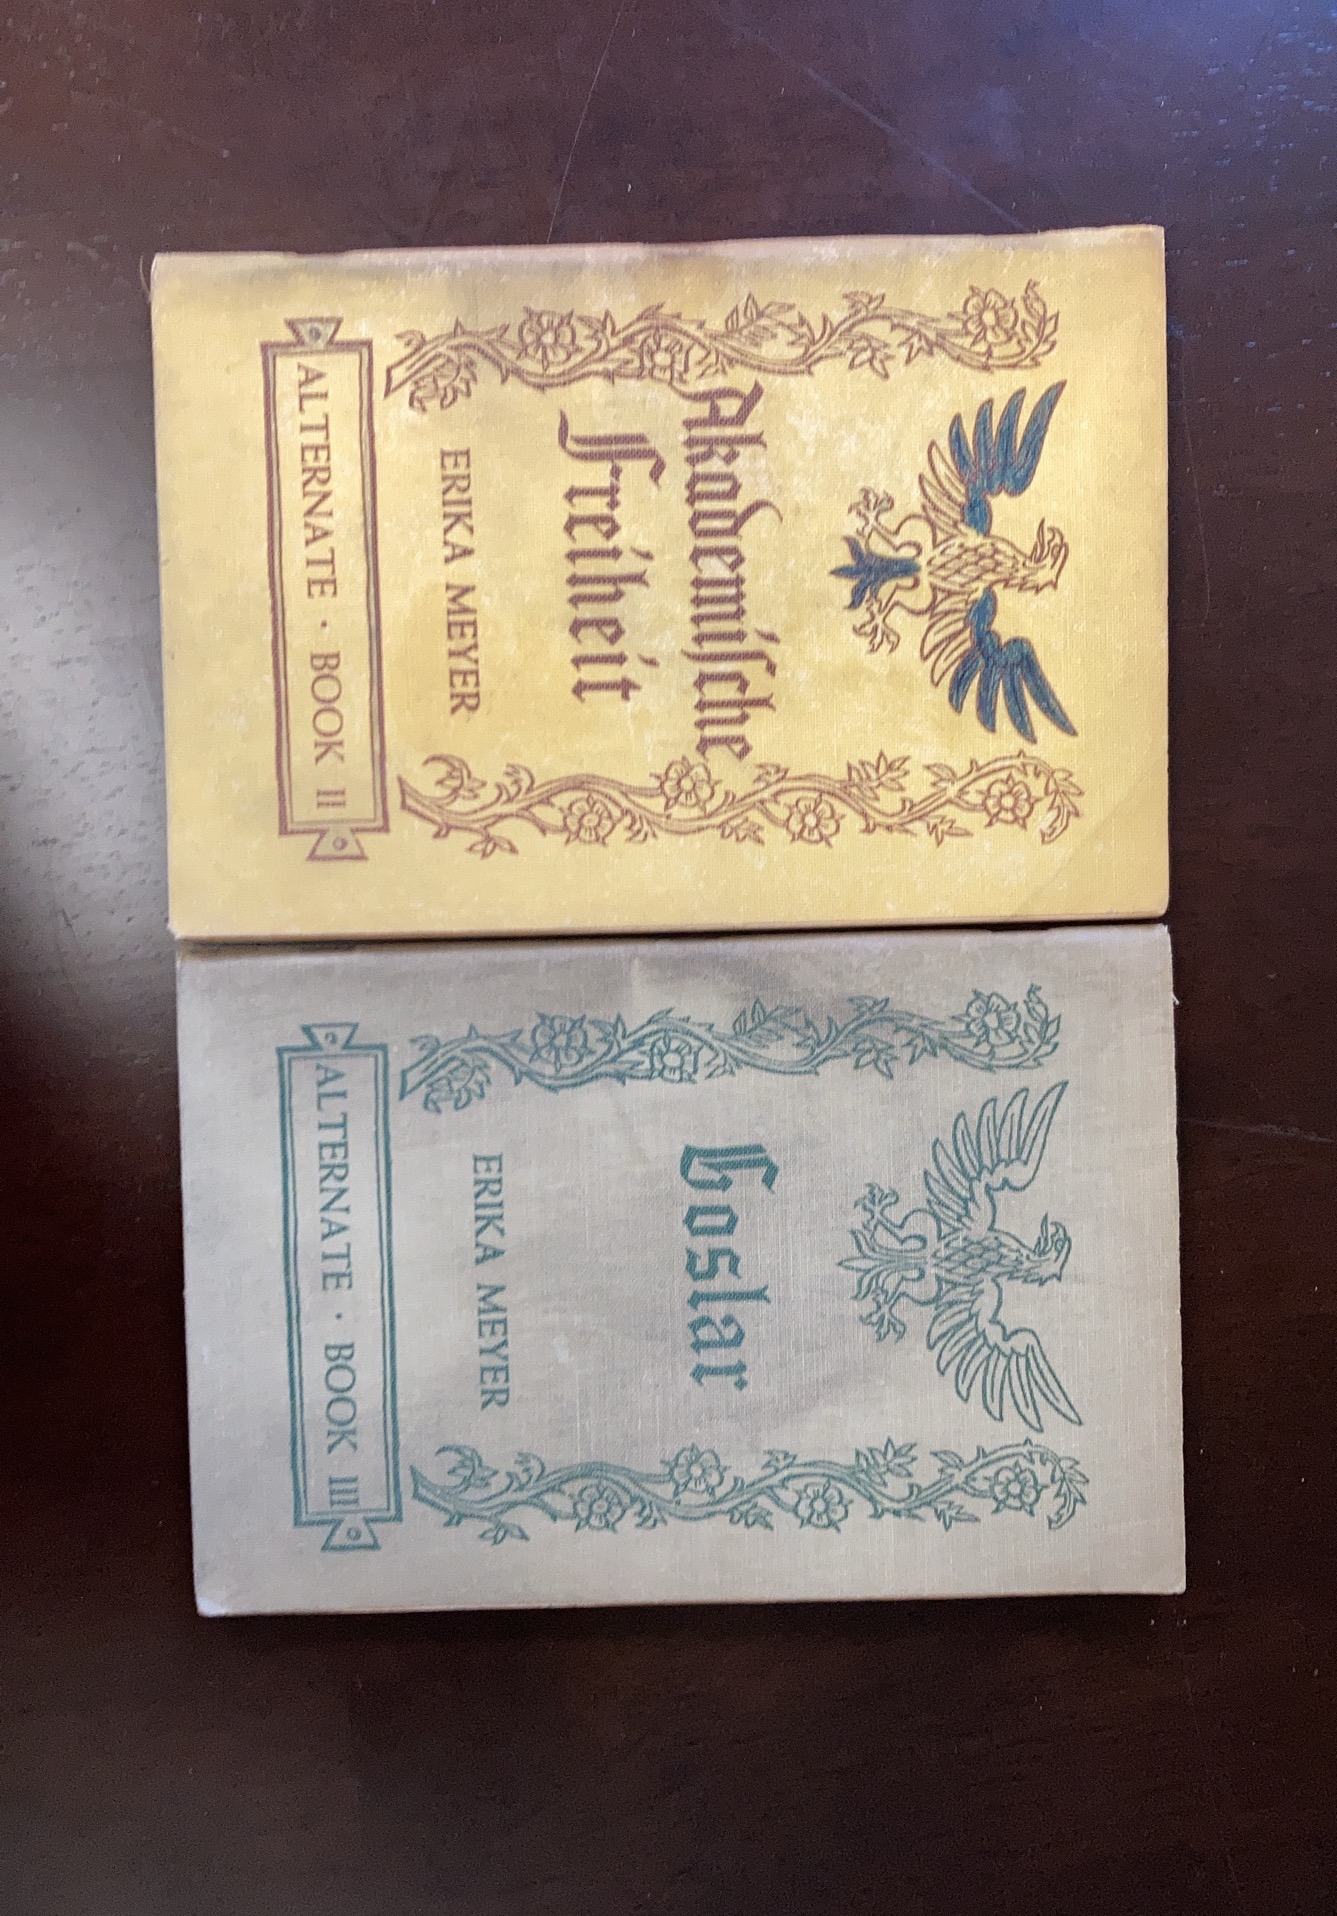 Akademiſche
Freiheit
ERIKA MEYER
ALTERNATE · BOOK II
Goslar
ERIKA MEYER
ALTERNATE · BOOK III